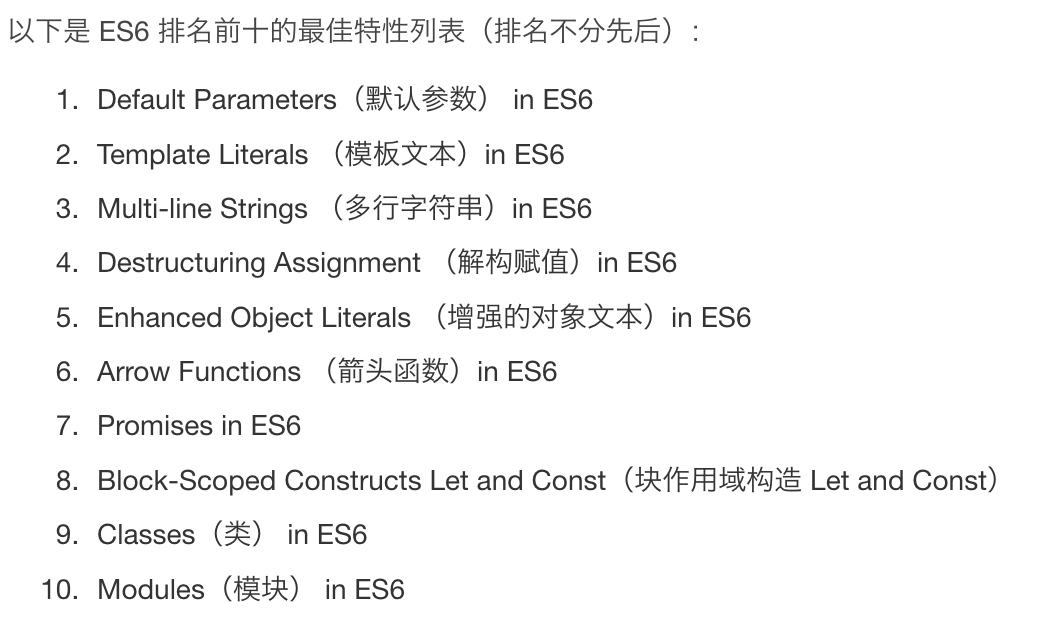 以下是 ES6 排名前十的最佳特性列表（排名不分先后）:
1. Default Parameters（默认参数） in ES6
2. Template Literals （模板文本）in ES6
3. Multi-line Strings （多行字符串）in ES6
4. Destructuring Assignment （解构赋值）in ES6
5. Enhanced Object Literals （增强的对象文本）in ES6
6. Arrow Functions （箭头函数）in ES6
7. Promises in ES6
8. Block-Scoped Constructs Let and Const（块作用域构造 Let and Const）
9. Classes（类） in ES6
10. Modules（模块） in ES6